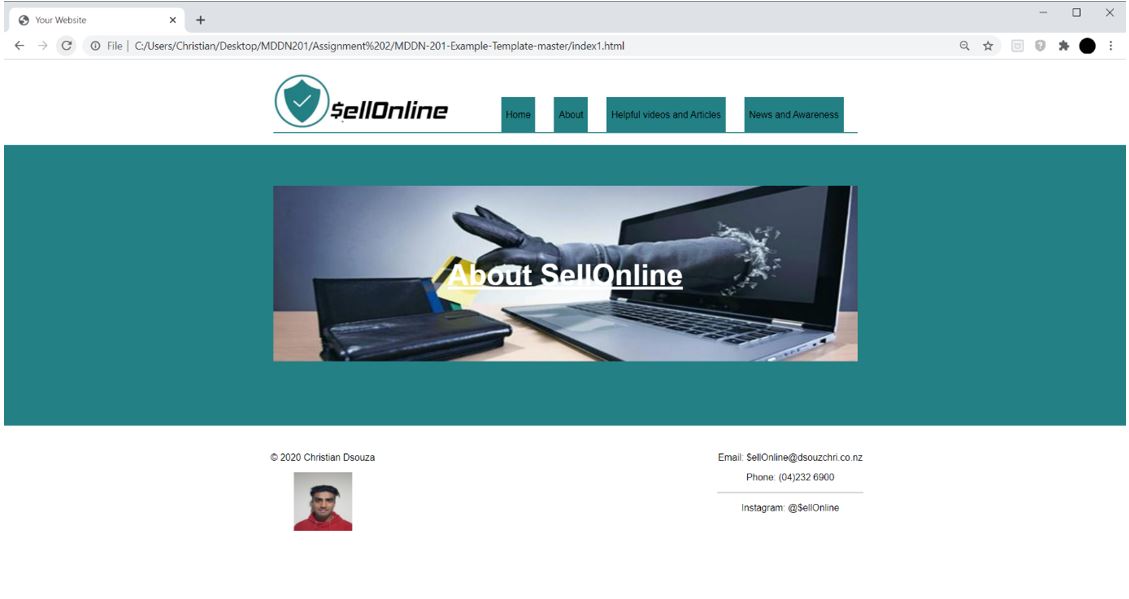 Your Website
File | C:/Users/Christian/Desktop/MDDN201/Assignment%202/MDDN-201-Example-Template-master/index1.html
$ellOnline
Home About Helpful videos and Articles News and Awareness
About SellOnline
© 2020 Christian Dsouza
Email: $ellOnline@dsouzchri.co.nz
Phone: (04)232 6900
Instagram: @$ellOnline